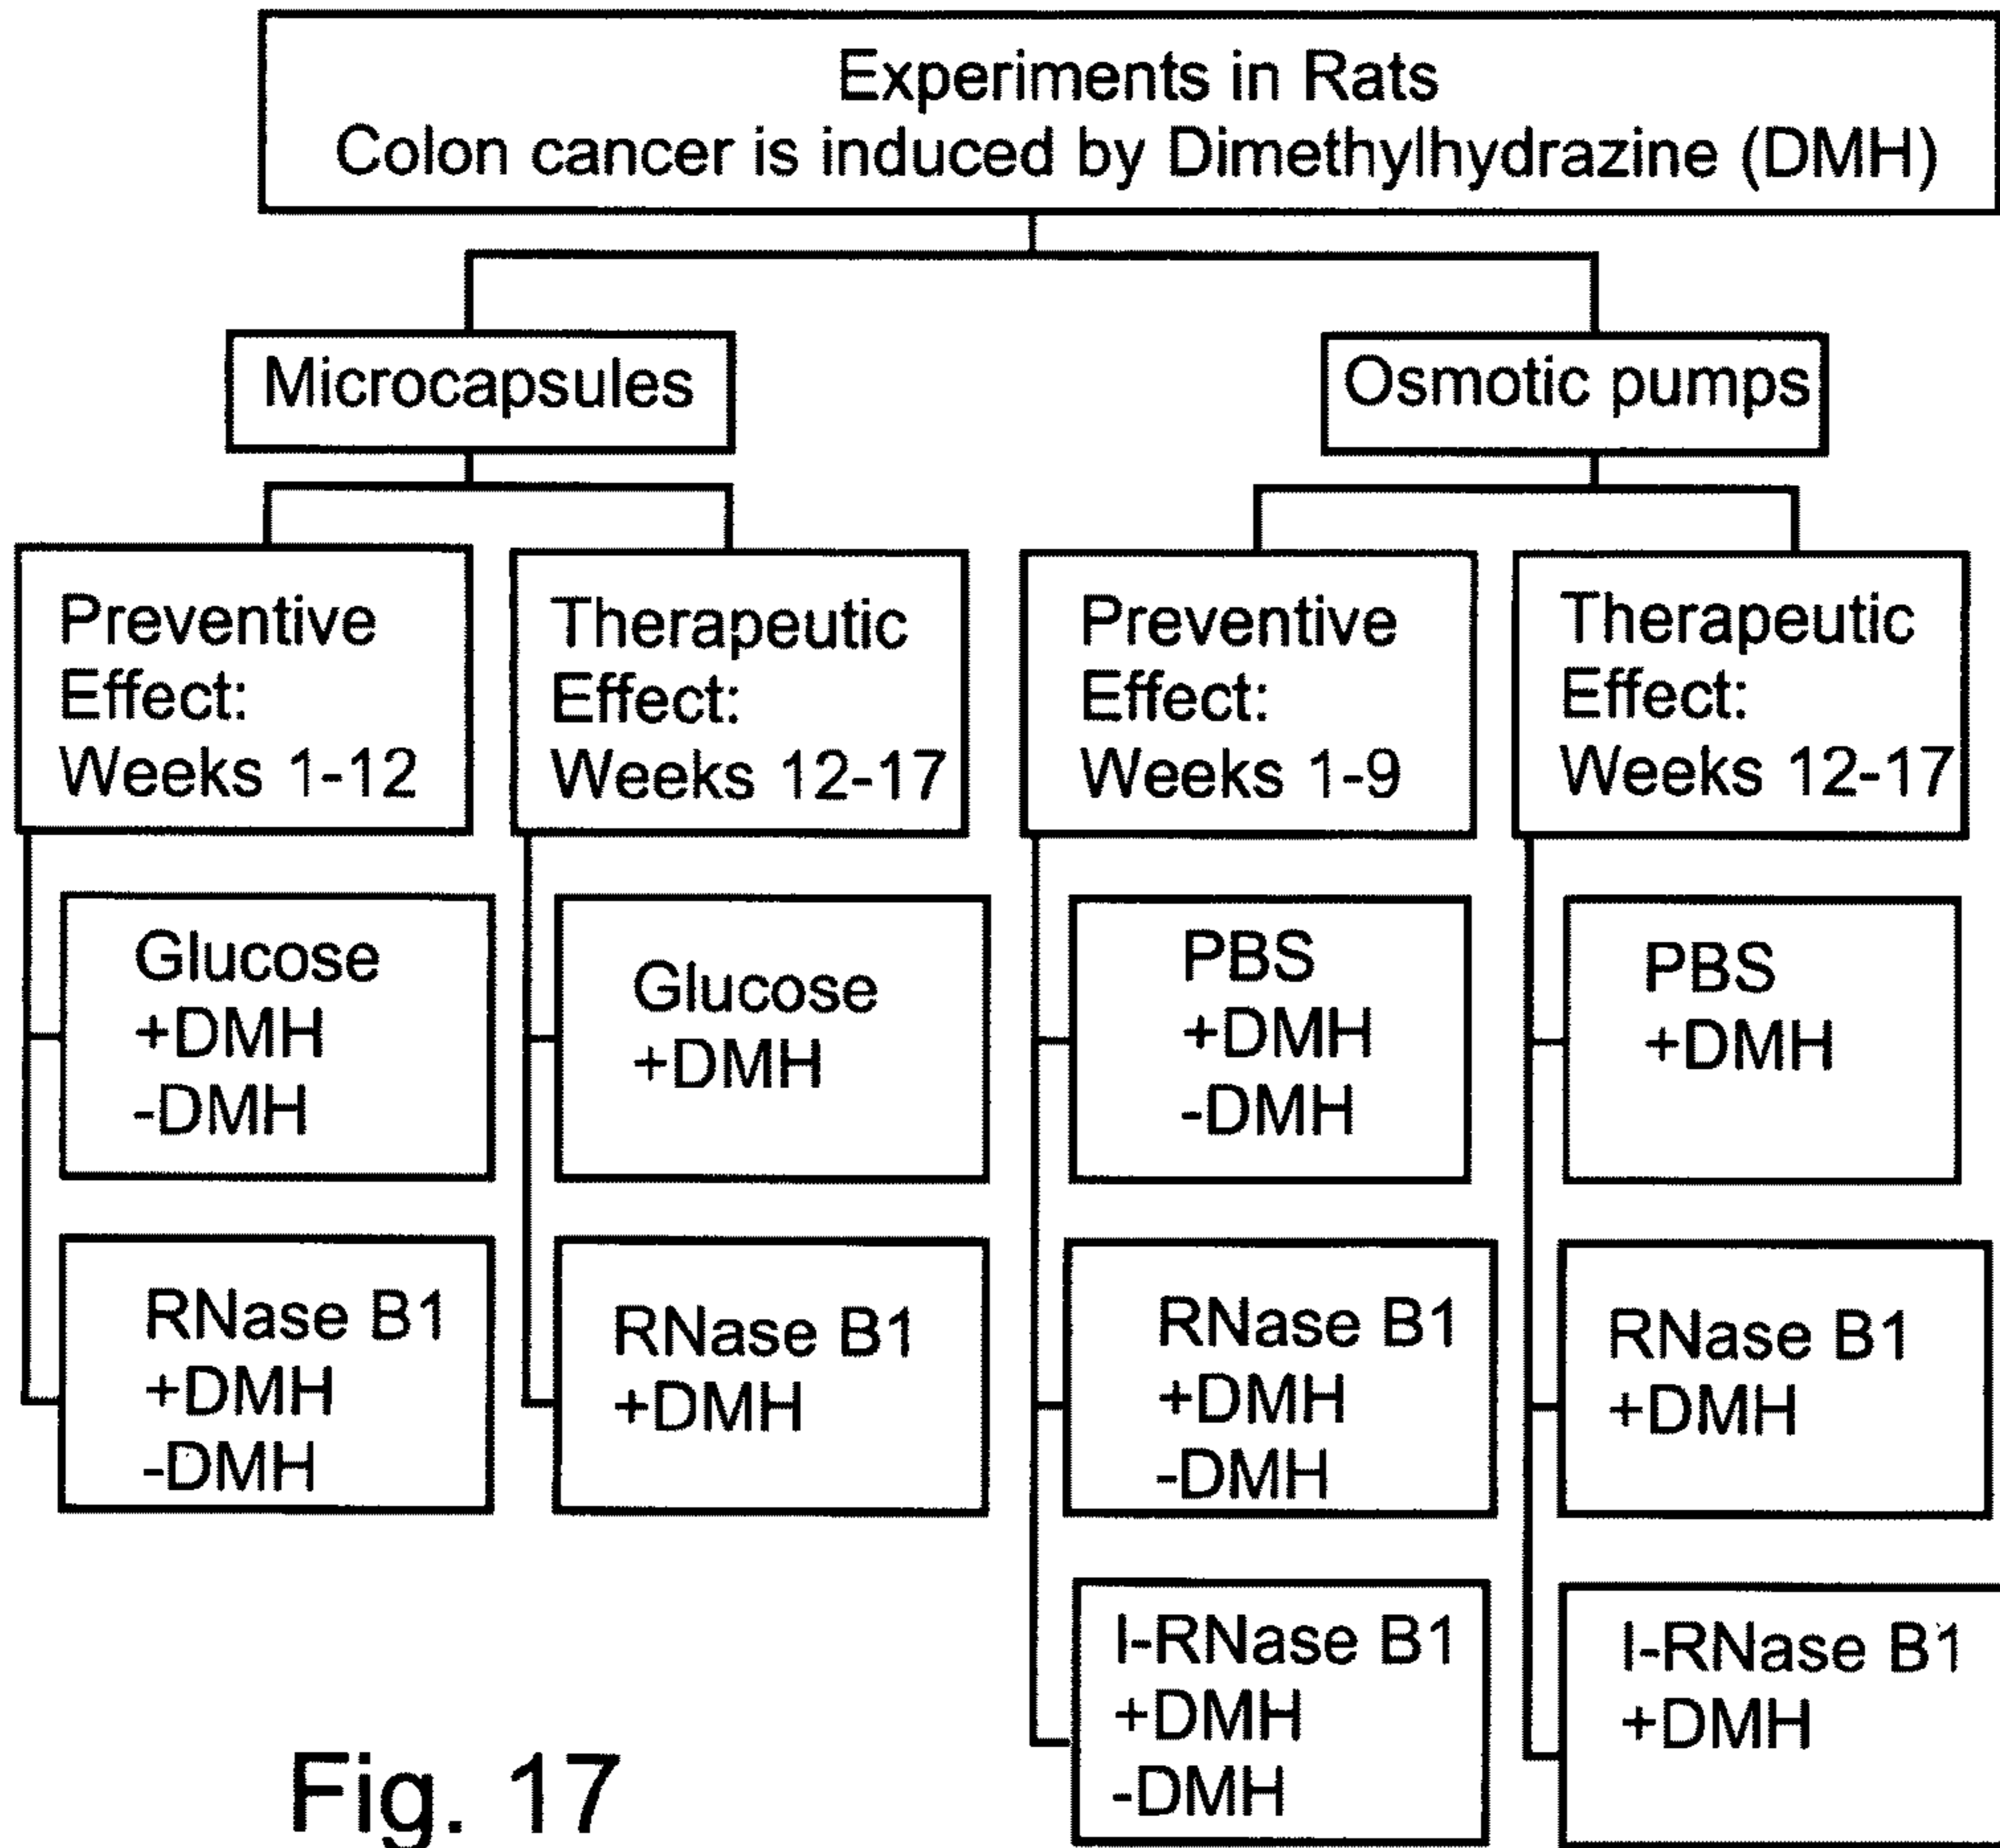 Experiments in Rats
Colon cancer is induced by Dimethylhydrazine (DMH)
Microcapsules
Osmotic pumps
Preventive
Effect:
Weeks 1-12
Therapeutic
Effect:
Weeks 12-17
Preventive
Effect:
Weeks 1-9
Therapeutic
Effect:
Weeks 12-17
Glucose
+DMH
-DMH
Glucose
+DMH
PBS
+DMH
-DMH
PBS
+DMH
RNase B1
+DMH
-DMH
RNase B1
+DMH
RNase B1
+DMH
-DMH
RNase B1
+DMH
I-RNase B1
+DMH
-DMH
I-RNase B1
+DMH
Fig. 17